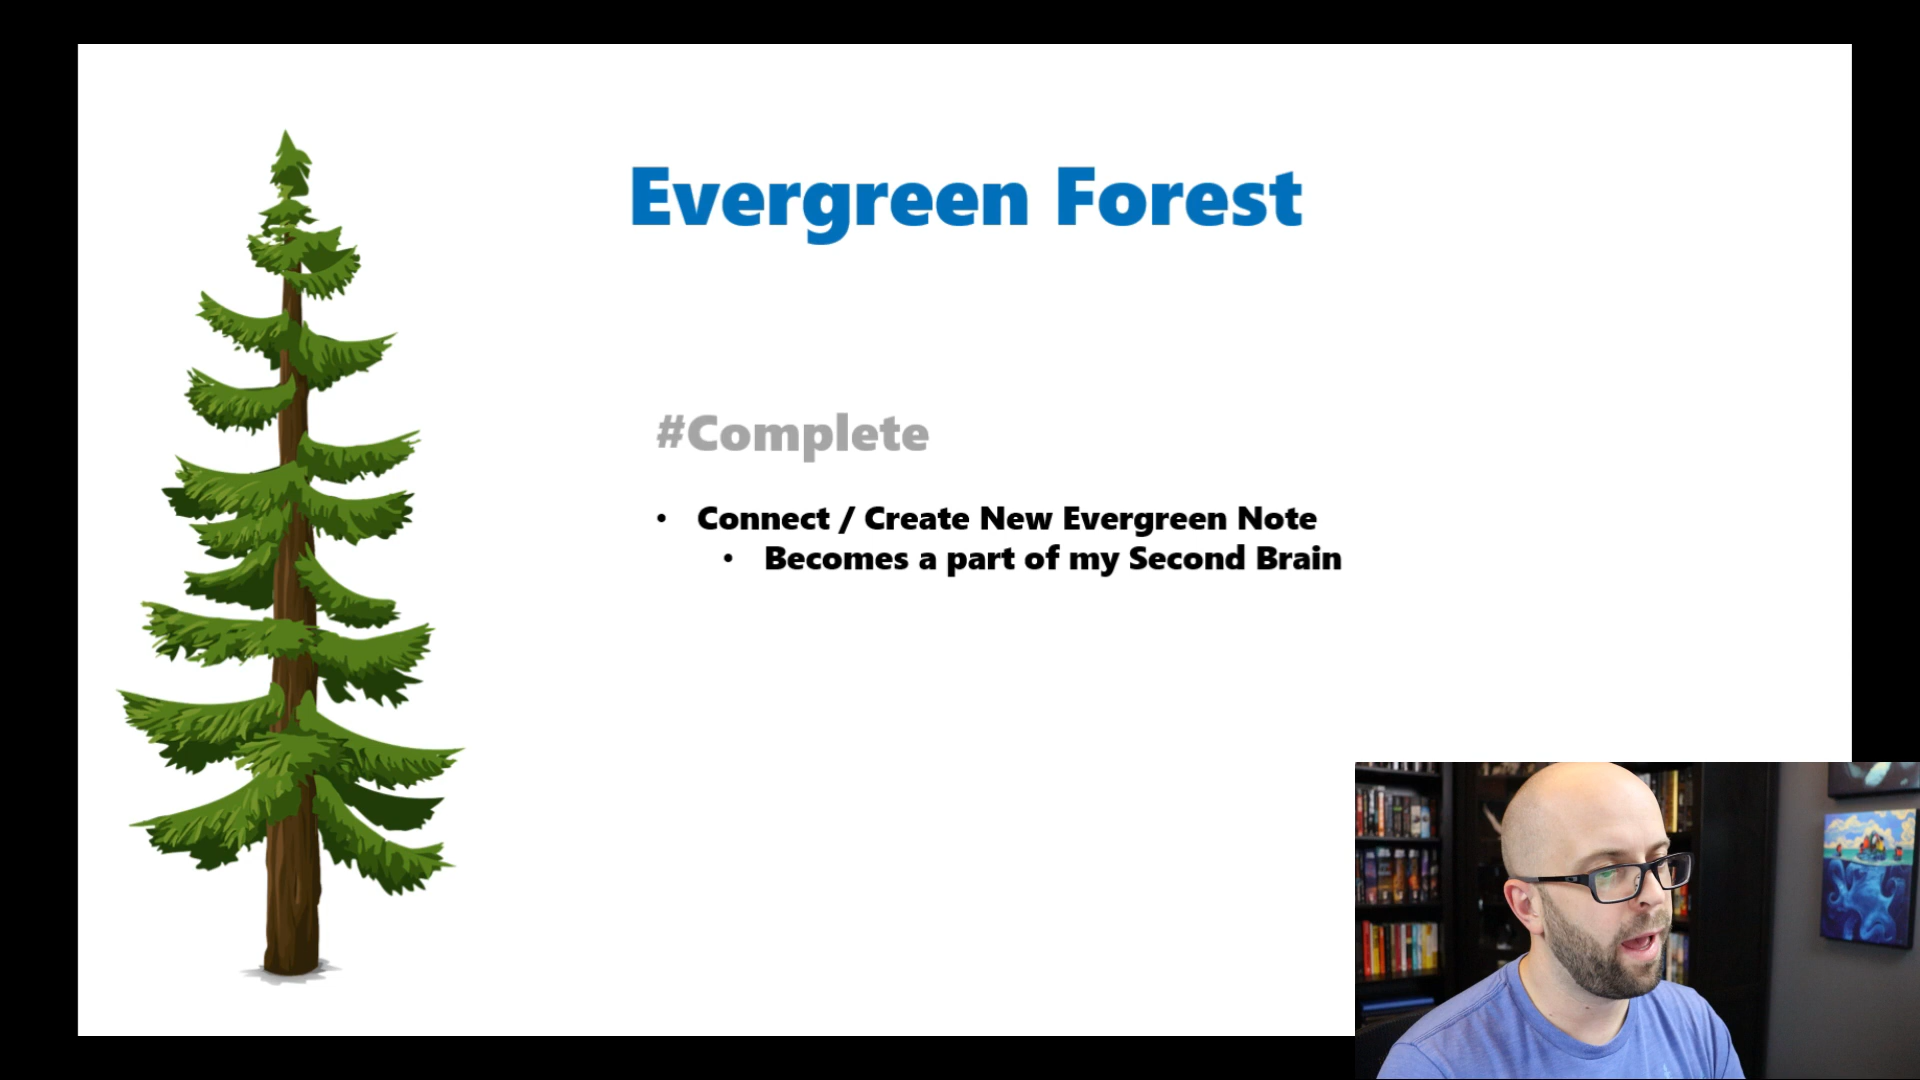 Evergreen Forest
#Complete
• Connect / Create New Evergreen Note
• Becomes a part of my Second Brain